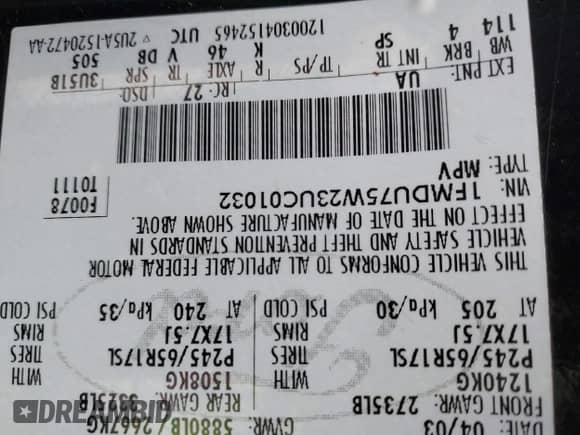 DATE: 04/03 GVWR: 5880LB/2667KG
FRONT GAWR: 2735LB REAR GAWR: 3325LB
1240KG WITH 1508KG WITH
P245/65R17SL TIRES P245/65R17SL TIRES
17X7.5J RIMS 17X7.5J RIMS
AT 205 kPa/30 PSI COLD AT 240 kPa/35 PSI COLD
THIS VEHICLE CONFORMS TO ALL APPLICABLE FEDERAL MOTOR
VEHICLE SAFETY AND THEFT PREVENTION STANDARDS IN
EFFECT ON THE DATE OF MANUFACTURE SHOWN ABOVE.
VIN: 1FMDU75W23UC01032 F0078
TYPE: MPV T0111
EXT PNT: UA RC: 27 DSO:
WB BRK INT TR TP/PS R AXLE TR SPR 3U51B
114 4 SP K 46 V DB 505
1200304152465 UTC ▽ 2U5A-1520472-AA
DREAMBID